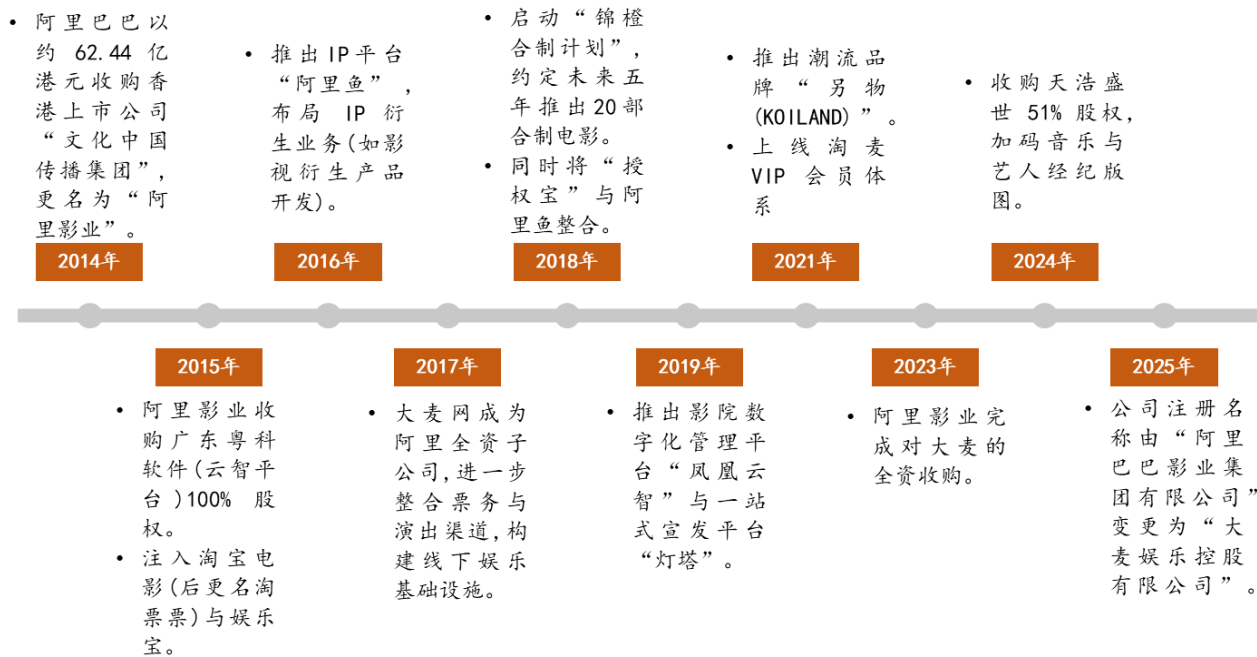 • 阿里巴巴以
约 62.44 亿
港元收购香
港上市公司
“文化中国
传播集团”,
更名为“阿
里影业”。
2014年
• 推出IP平台
“阿里鱼”,
布局 IP 衍
生业务(如影
视衍生产品
开发)。
2016年
• 启动“锦橙
合制计划”,
约定未来五
年推出20部
合制电影。
• 同时将“授
权宝”与阿
里鱼整合。
2018年
• 推出潮流品
牌“另物
(KOILAND)”。
• 上线淘麦
VIP 会员体
系
2021年
• 收购天浩盛
世 51% 股权,
加码音乐与
艺人经纪版
图。
2024年
2015年
• 阿里影业收
购广东粤科
软件(云智平
台)100% 股
权。
• 注入淘宝电
影(后更名淘
票票)与娱乐
宝。
2017年
• 大麦网成为
阿里全资子
公司,进一步
整合票务与
演出渠道,构
建线下娱乐
基础设施。
2019年
• 推出影院数
字化管理平
台“凤凰云
智”与一站
式宣发平台
“灯塔”。
2023年
• 阿里影业完
成对大麦的
全资收购。
2025年
• 公司注册名
称由“阿里
巴巴影业集
团有限公司”
变更为“大
麦娱乐控股
有限公司”。